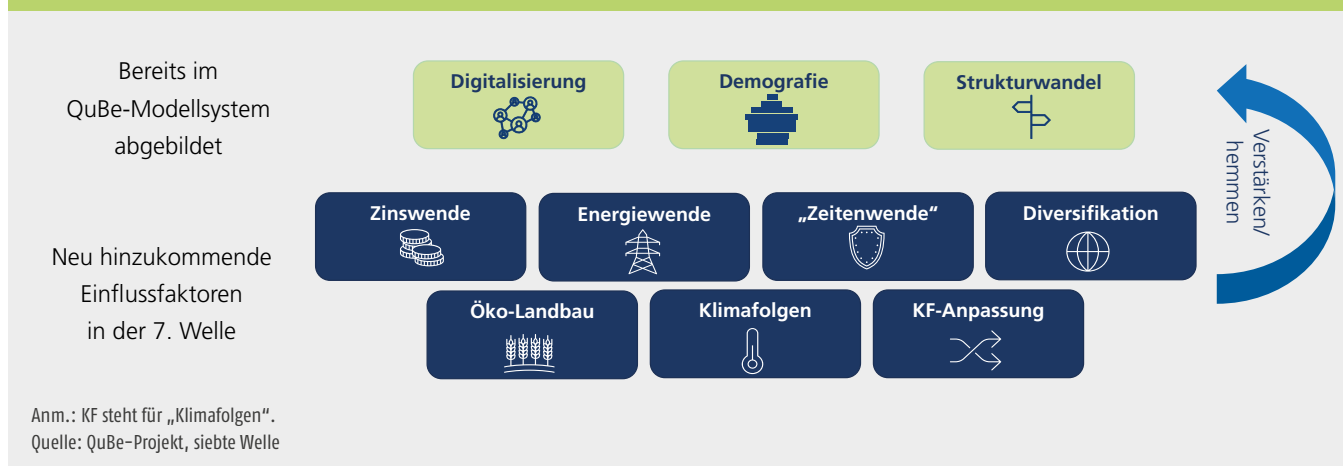 Bereits im
QuBe-Modellsystem
abgebildet
Digitalisierung
Demografie
Strukturwandel
Verstärken/
hemmen
Neu hinzukommende
Einflussfaktoren
in der 7. Welle
Zinswende
Energiewende
„Zeitenwende“
Diversifikation
Öko-Landbau
Klimafolgen
KF-Anpassung
Anm.: KF steht für „Klimafolgen“.
Quelle: QuBe-Projekt, siebte Welle